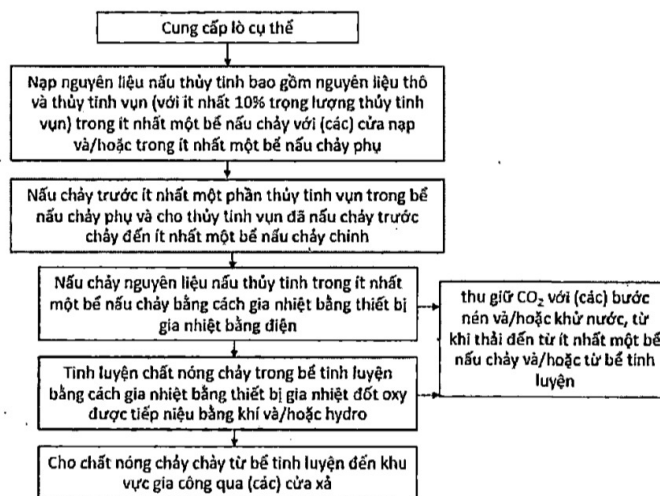 Cung cấp lò cụ thể
Nạp nguyên liệu nấu thủy tinh bao gồm nguyên liệu thô
và thủy tinh vụn (với ít nhất 10% trọng lượng thủy tinh
vụn) trong ít nhất một bể nấu chảy với (các) cửa nạp
và/hoặc trong ít nhất một bể nấu chảy phụ
Nấu chảy trước ít nhất một phần thủy tinh vụn trong bể
nấu chảy phụ và cho thủy tinh vụn đã nấu chảy trước
chảy đến ít nhất một bể nấu chảy chính
Nấu chảy nguyên liệu nấu thủy tinh trong ít nhất
một bể nấu chảy bằng cách gia nhiệt bằng thiết bị
gia nhiệt bằng điện
thu giữ CO₂ với (các) bước
nén và/hoặc khử nước, từ
khi thải đến từ ít nhất một bể
nấu chảy và/hoặc từ bể tinh
luyện
Tinh luyện chất nóng chảy trong bể tinh luyện
bằng cách gia nhiệt bằng thiết bị gia nhiệt đốt oxy
được tiếp niệu bằng khí và/hoặc hydro
Cho chất nóng chảy chảy từ bể tinh luyện đến khu
vực gia công qua (các) cửa xả